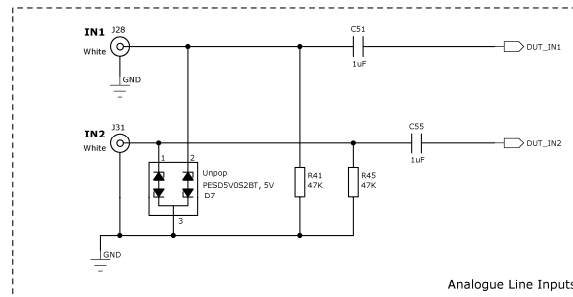 IN1 J28
White
GND
C51
1uF
DUT_IN1
IN2 J31
White
C55
1uF
DUT_IN2
1 2
Unpop
PESD5V0S2BT, 5V
D7
3
R41
47K
R45
47K
GND
Analogue Line Inputs